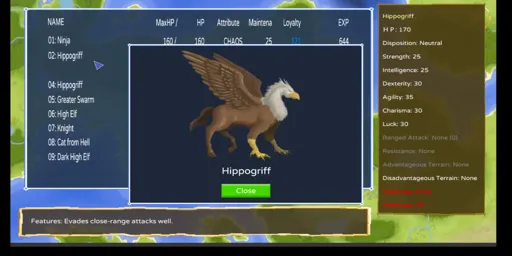 NAME MaxHP / HP Attribute Maintena Loyalty EXP
01: Ninja 160 / 160 CHAOS 25 121 644
02: Hippogriff
04: Hippogriff
05: Greater Swarm
06: High Elf
07: Knight
08: Cat from Hell
09: Dark High Elf
Hippogriff
Close
Features: Evades close-range attacks well.
Hippogriff
H P : 170
Disposition: Neutral
Strength: 25
Intelligence: 25
Dexterity: 30
Agility: 35
Charisma: 30
Luck: 30
Ranged Attack: None (0)
Resistance: None
Advantageous Terrain: None
Disadvantageous Terrain: None